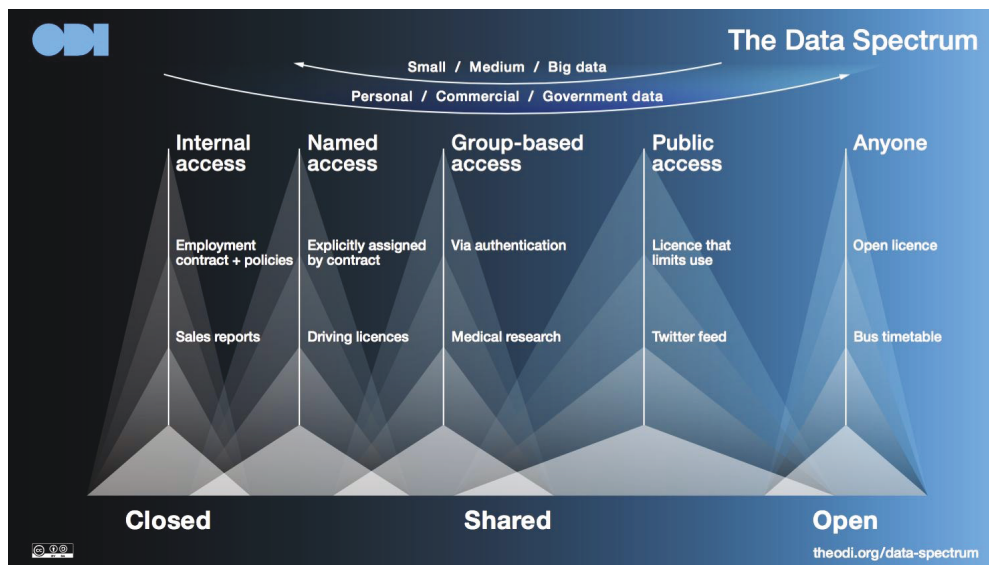 ODI
The Data Spectrum
Small / Medium / Big data
Personal / Commercial / Government data
Internal
access
Named
access
Group-based
access
Public
access
Anyone
Employment
contract + policies
Explicitly assigned
by contract
Via authentication
Licence that
limits use
Open licence
Sales reports
Driving licences
Medical research
Twitter feed
Bus timetable
Closed
Shared
Open
theodi.org/data-spectrum